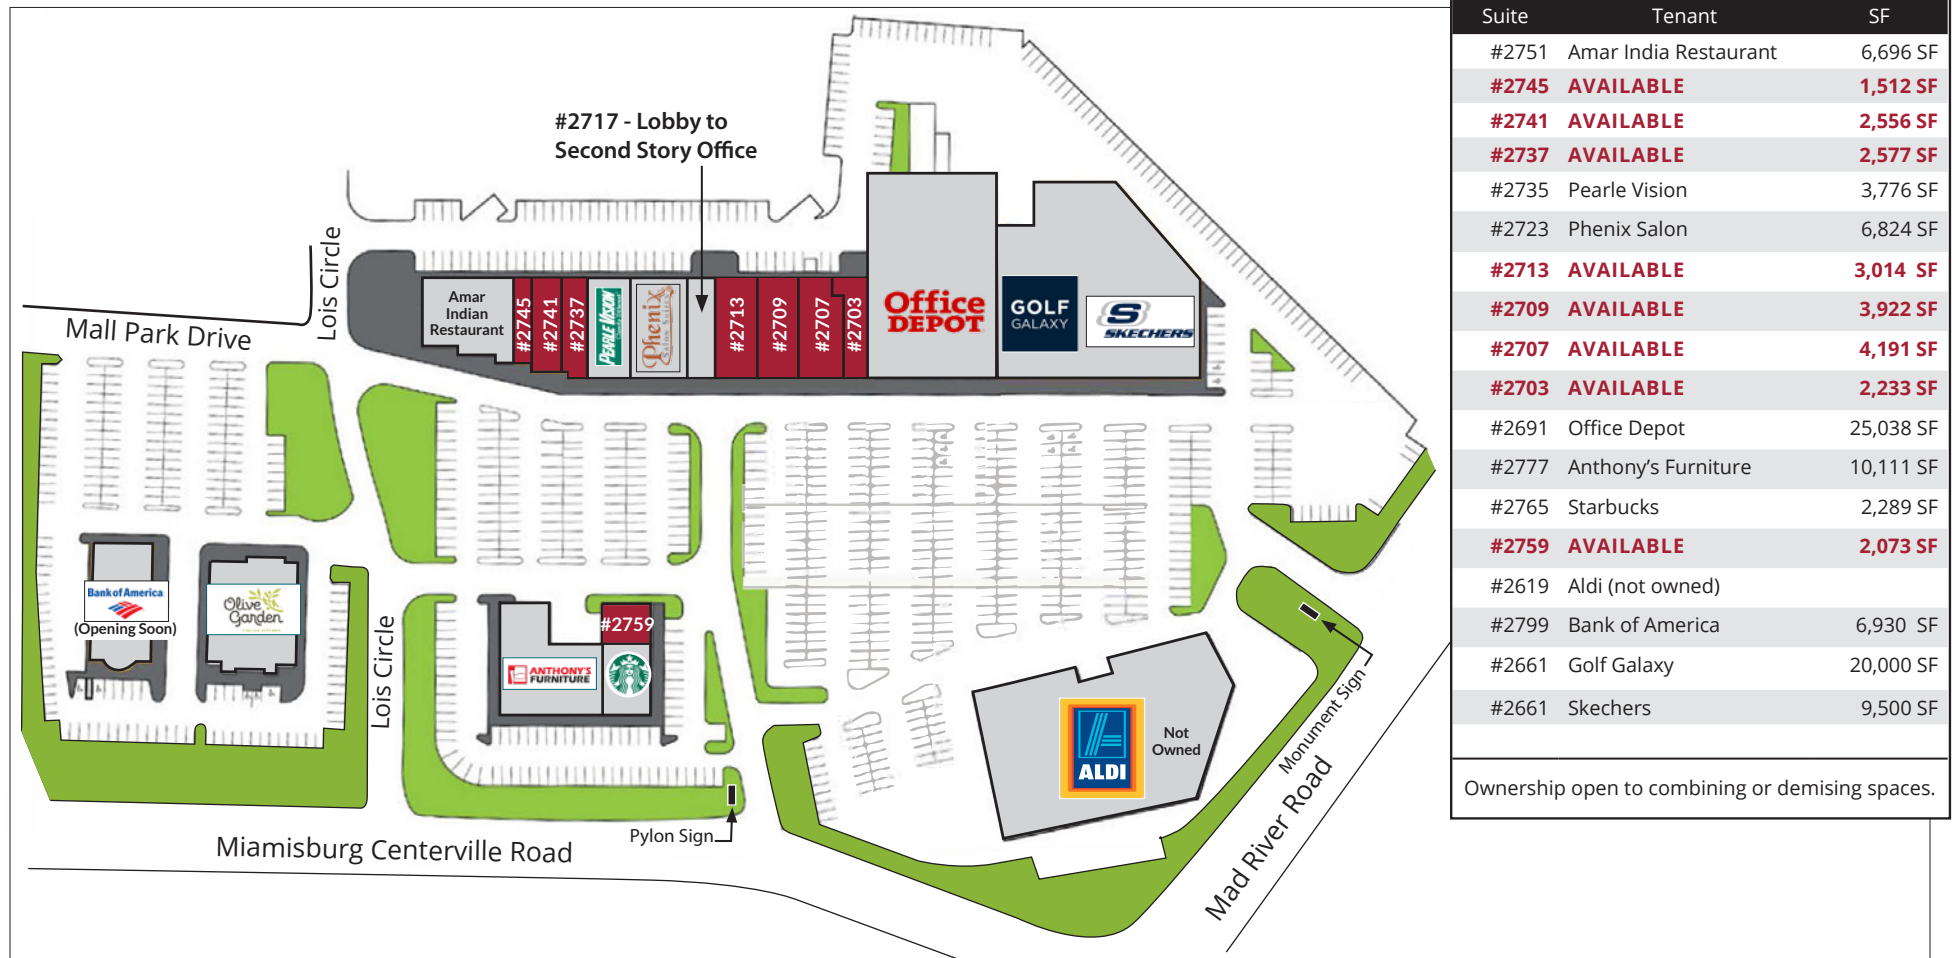 #2717 - Lobby to
Second Story Office
Lois Circle
Mall Park Drive
Amar
Indian
Restaurant
#2745
#2741
#2737
PEARLE VISION
Phenix
Salon Suites
#2713
#2709
#2707
#2703
Office
DEPOT
GOLF
GALAXY
S
SKECHERS
Bank of America
(Opening Soon)
Olive
Garden
Lois Circle
#2759
ANTHONY'S
FURNITURE
ALDI
Not
Owned
Monument Sign
Mad River Road
Pylon Sign
Miamisburg Centerville Road
Suite Tenant SF
#2751 Amar India Restaurant 6,696 SF
#2745 AVAILABLE 1,512 SF
#2741 AVAILABLE 2,556 SF
#2737 AVAILABLE 2,577 SF
#2735 Pearle Vision 3,776 SF
#2723 Phenix Salon 6,824 SF
#2713 AVAILABLE 3,014 SF
#2709 AVAILABLE 3,922 SF
#2707 AVAILABLE 4,191 SF
#2703 AVAILABLE 2,233 SF
#2691 Office Depot 25,038 SF
#2777 Anthony’s Furniture 10,111 SF
#2765 Starbucks 2,289 SF
#2759 AVAILABLE 2,073 SF
#2619 Aldi (not owned)
#2799 Bank of America 6,930 SF
#2661 Golf Galaxy 20,000 SF
#2661 Skechers 9,500 SF
Ownership open to combining or demising spaces.